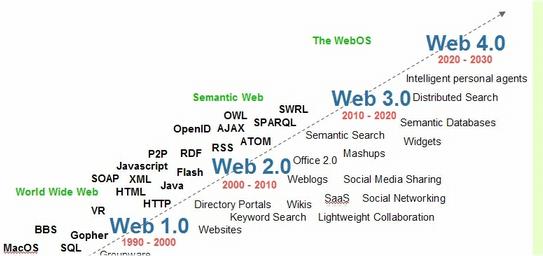 The WebOS
Web 4.0
2020 - 2030
Intelligent personal agents
Semantic Web
Web 3.0
Distributed Search
2010 - 2020
SWRL
OWL
SPARQL
Semantic Databases
OpenID AJAX
Semantic Search
ATOM
Widgets
RSS
Mashups
P2P RDF
Office 2.0
Javascript
Web 2.0
Flash
SOAP XML
2000 - 2010
Weblogs Social Media Sharing
Java
World Wide Web
HTML
SaaS Social Networking
HTTP
Directory Portals Wikis
VR
Keyword Search Lightweight Collaboration
Web 1.0
BBS
Websites
Gopher
1990 - 2000
MacOS SQL
Groupware